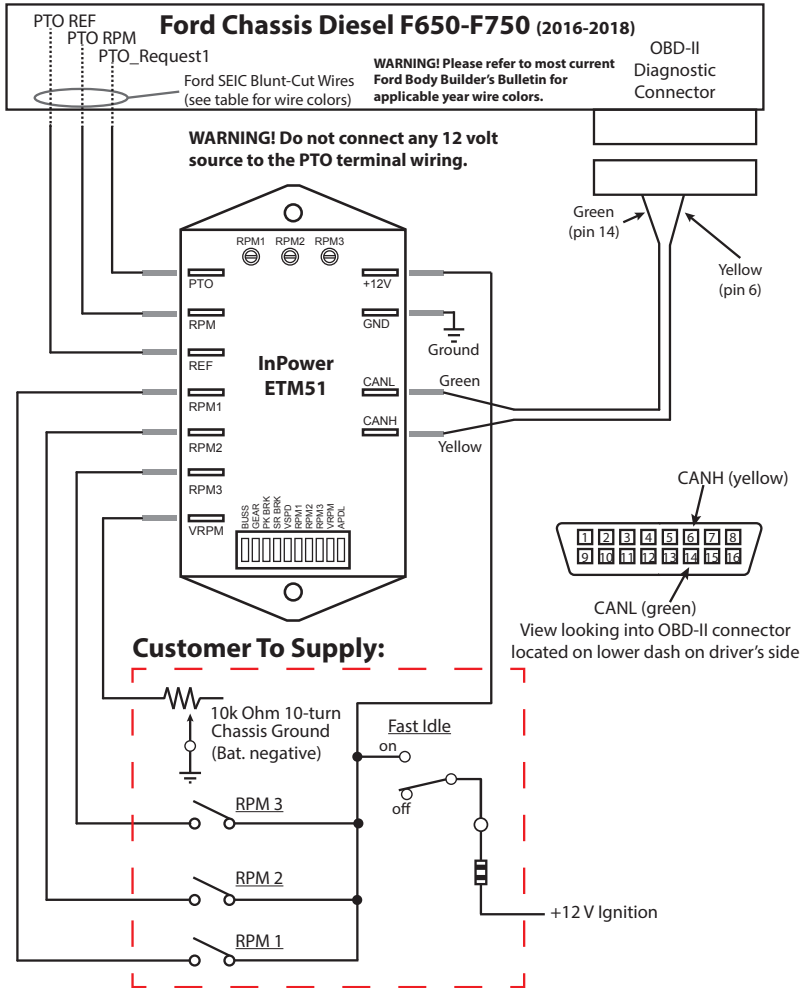 Ford Chassis Diesel F650-F750 (2016-2018)
PTO REF
PTO RPM
PTO_Request1
Ford SEIC Blunt-Cut Wires
(see table for wire colors)
WARNING! Please refer to most current
Ford Body Builder's Bulletin for
applicable year wire colors.
OBD-II
Diagnostic
Connector
WARNING! Do not connect any 12 volt
source to the PTO terminal wiring.
Green
(pin 14)
Yellow
(pin 6)
RPM1 RPM2 RPM3
PTO
RPM
REF
RPM1
RPM2
RPM3
VRPM
+12V
GND
CANL
CANH
InPower
ETM51
Ground
Green
Yellow
BUSS
GEAR
PK BRK
SR BRK
VSPD
RPM1
RPM2
RPM3
VRPM
APDL
CANH (yellow)
1 2 3 4 5 6 7 8
9 10 11 12 13 14 15 16
CANL (green)
View looking into OBD-II connector
located on lower dash on driver's side
Customer To Supply:
10k Ohm 10-turn
Chassis Ground
(Bat. negative)
Fast Idle
on
off
RPM 3
RPM 2
RPM 1
+12 V Ignition